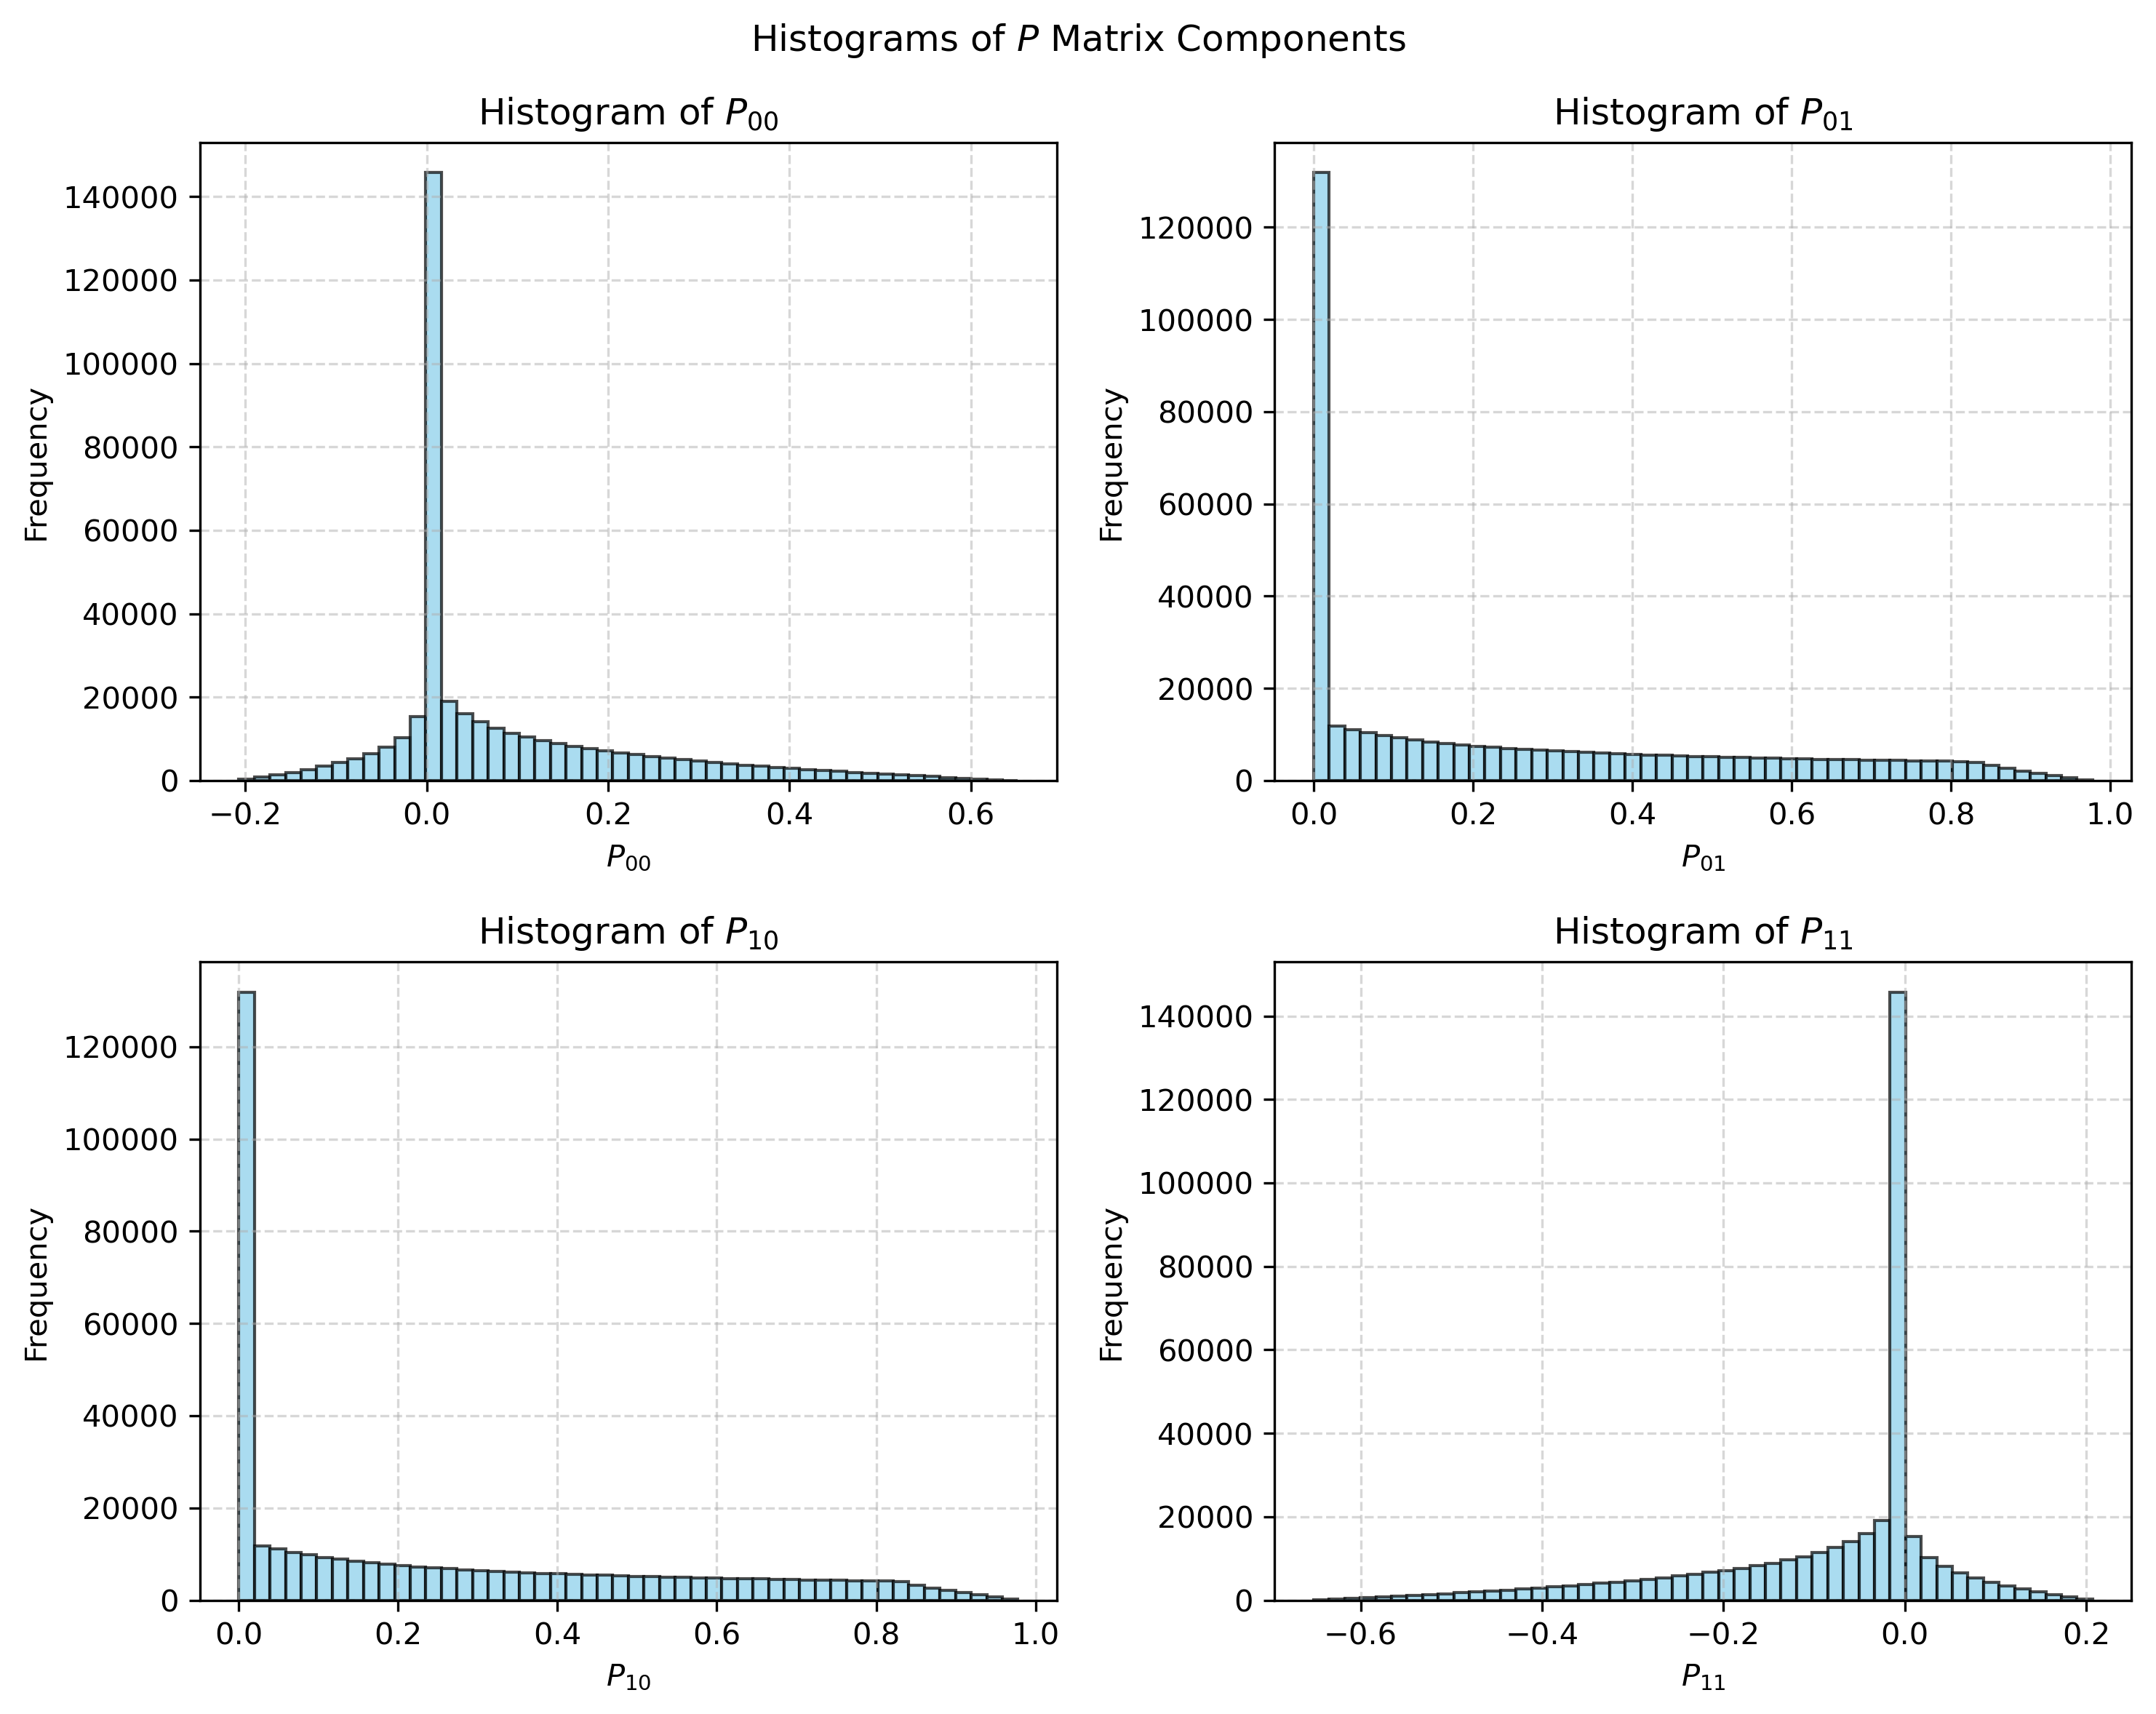 Histograms of P Matrix Components
Histogram of P₀₀
140000
120000
100000
80000
60000
40000
20000
0
Frequency
−0.2 0.0 0.2 0.4 0.6
P₀₀
Histogram of P₀₁
120000
100000
80000
60000
40000
20000
0
Frequency
0.0 0.2 0.4 0.6 0.8 1.0
P₀₁
Histogram of P₁₀
120000
100000
80000
60000
40000
20000
0
Frequency
0.0 0.2 0.4 0.6 0.8 1.0
P₁₀
Histogram of P₁₁
140000
120000
100000
80000
60000
40000
20000
0
Frequency
−0.6 −0.4 −0.2 0.0 0.2
P₁₁